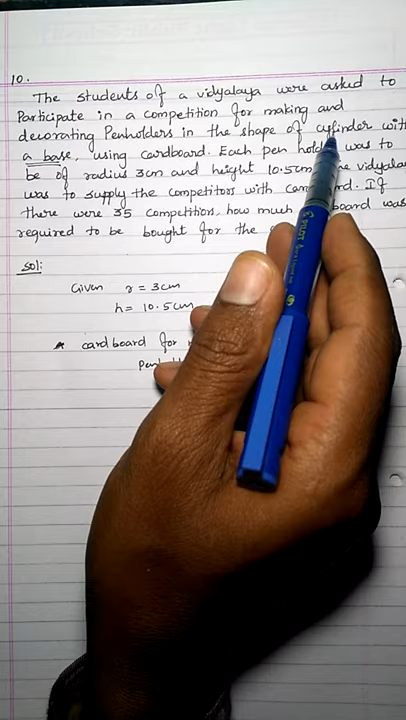 10.
The students of a vidyalaya were asked to
Participate in a competition for making and
decorating Penholders in the shape of cylinder with
a base, using cardboard. Each pen holder was to
be of radius 3cm and height 10.5cm. The vidyalaya
was to supply the competitors with cardboard. If
there were 35 competition, how much board was
required to be bought for the
Sol:
Given r = 3cm
h = 10.5cm
cardboard for
PILOT